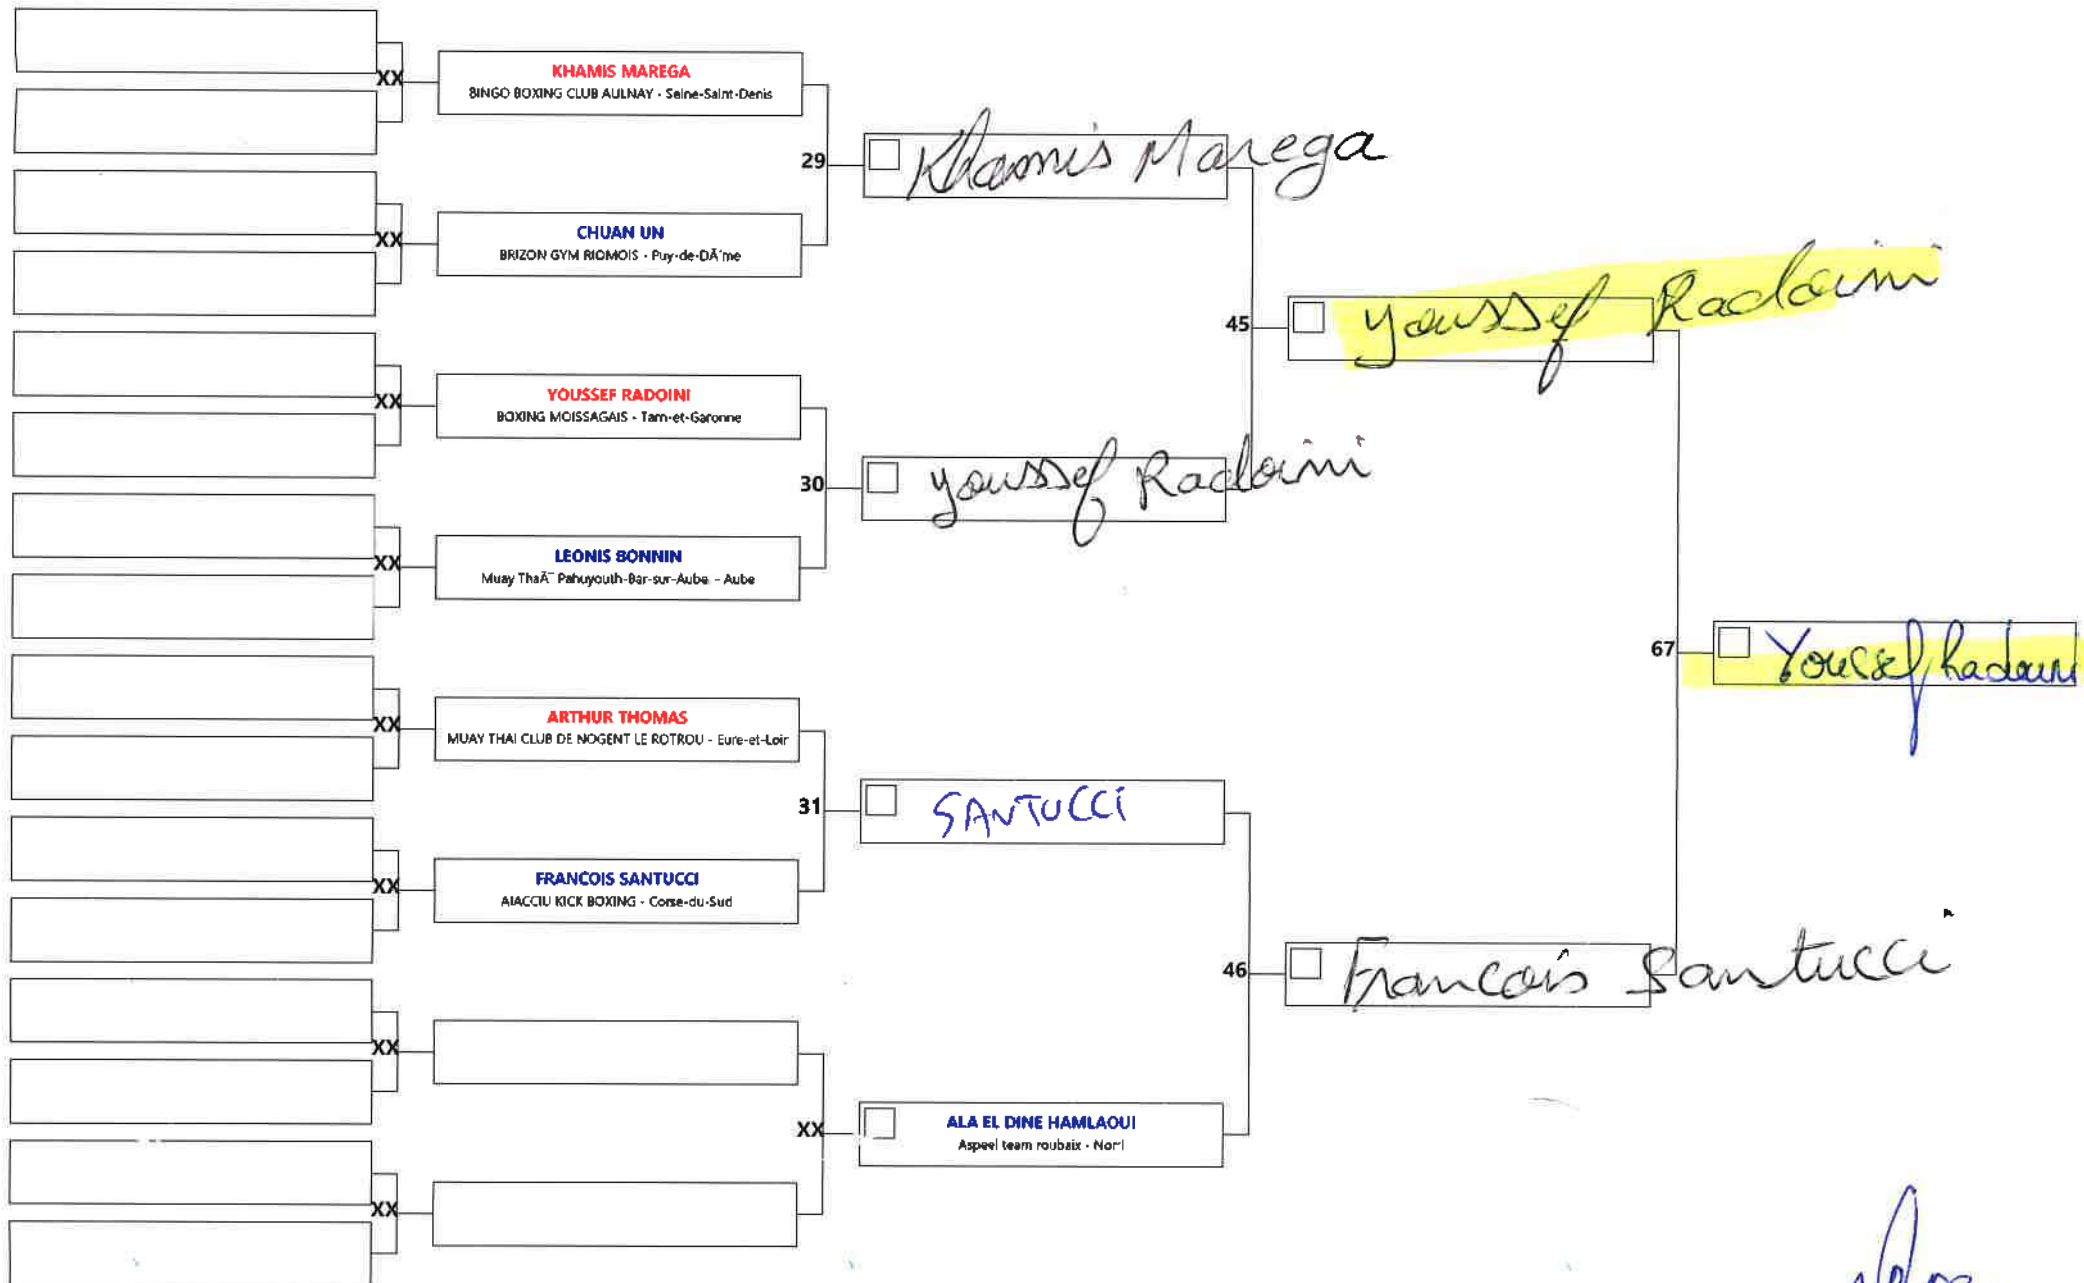 XX
KHAMIS MAREGA
BINGO BOXING CLUB AULNAY - Seine-Saint-Denis
29
Khamis Marega
XX
CHUAN UN
BRIZON GYM RIOMOIS - Puy-de-DÃ´me
45
Youssef Radoini
XX
YOUSSEF RADOINI
BOXING MOISSAGAIS - Tarn-et-Garonne
30
Youssef Radoini
XX
LEONIS BONNIN
Muay ThaÃ¯ Pahuyouth-Bar-sur-Aube - Aube
67
Youssef Radoini
XX
ARTHUR THOMAS
MUAY THAI CLUB DE NOGENT LE ROTROU - Eure-et-Loir
31
SANTUCCI
XX
FRANCOIS SANTUCCI
AIACCIU KICK BOXING - Corse-du-Sud
46
Francois Santucci
XX
XX
ALA EL DINE HAMLAOUI
Aspeel team roubaix - Nord
XX